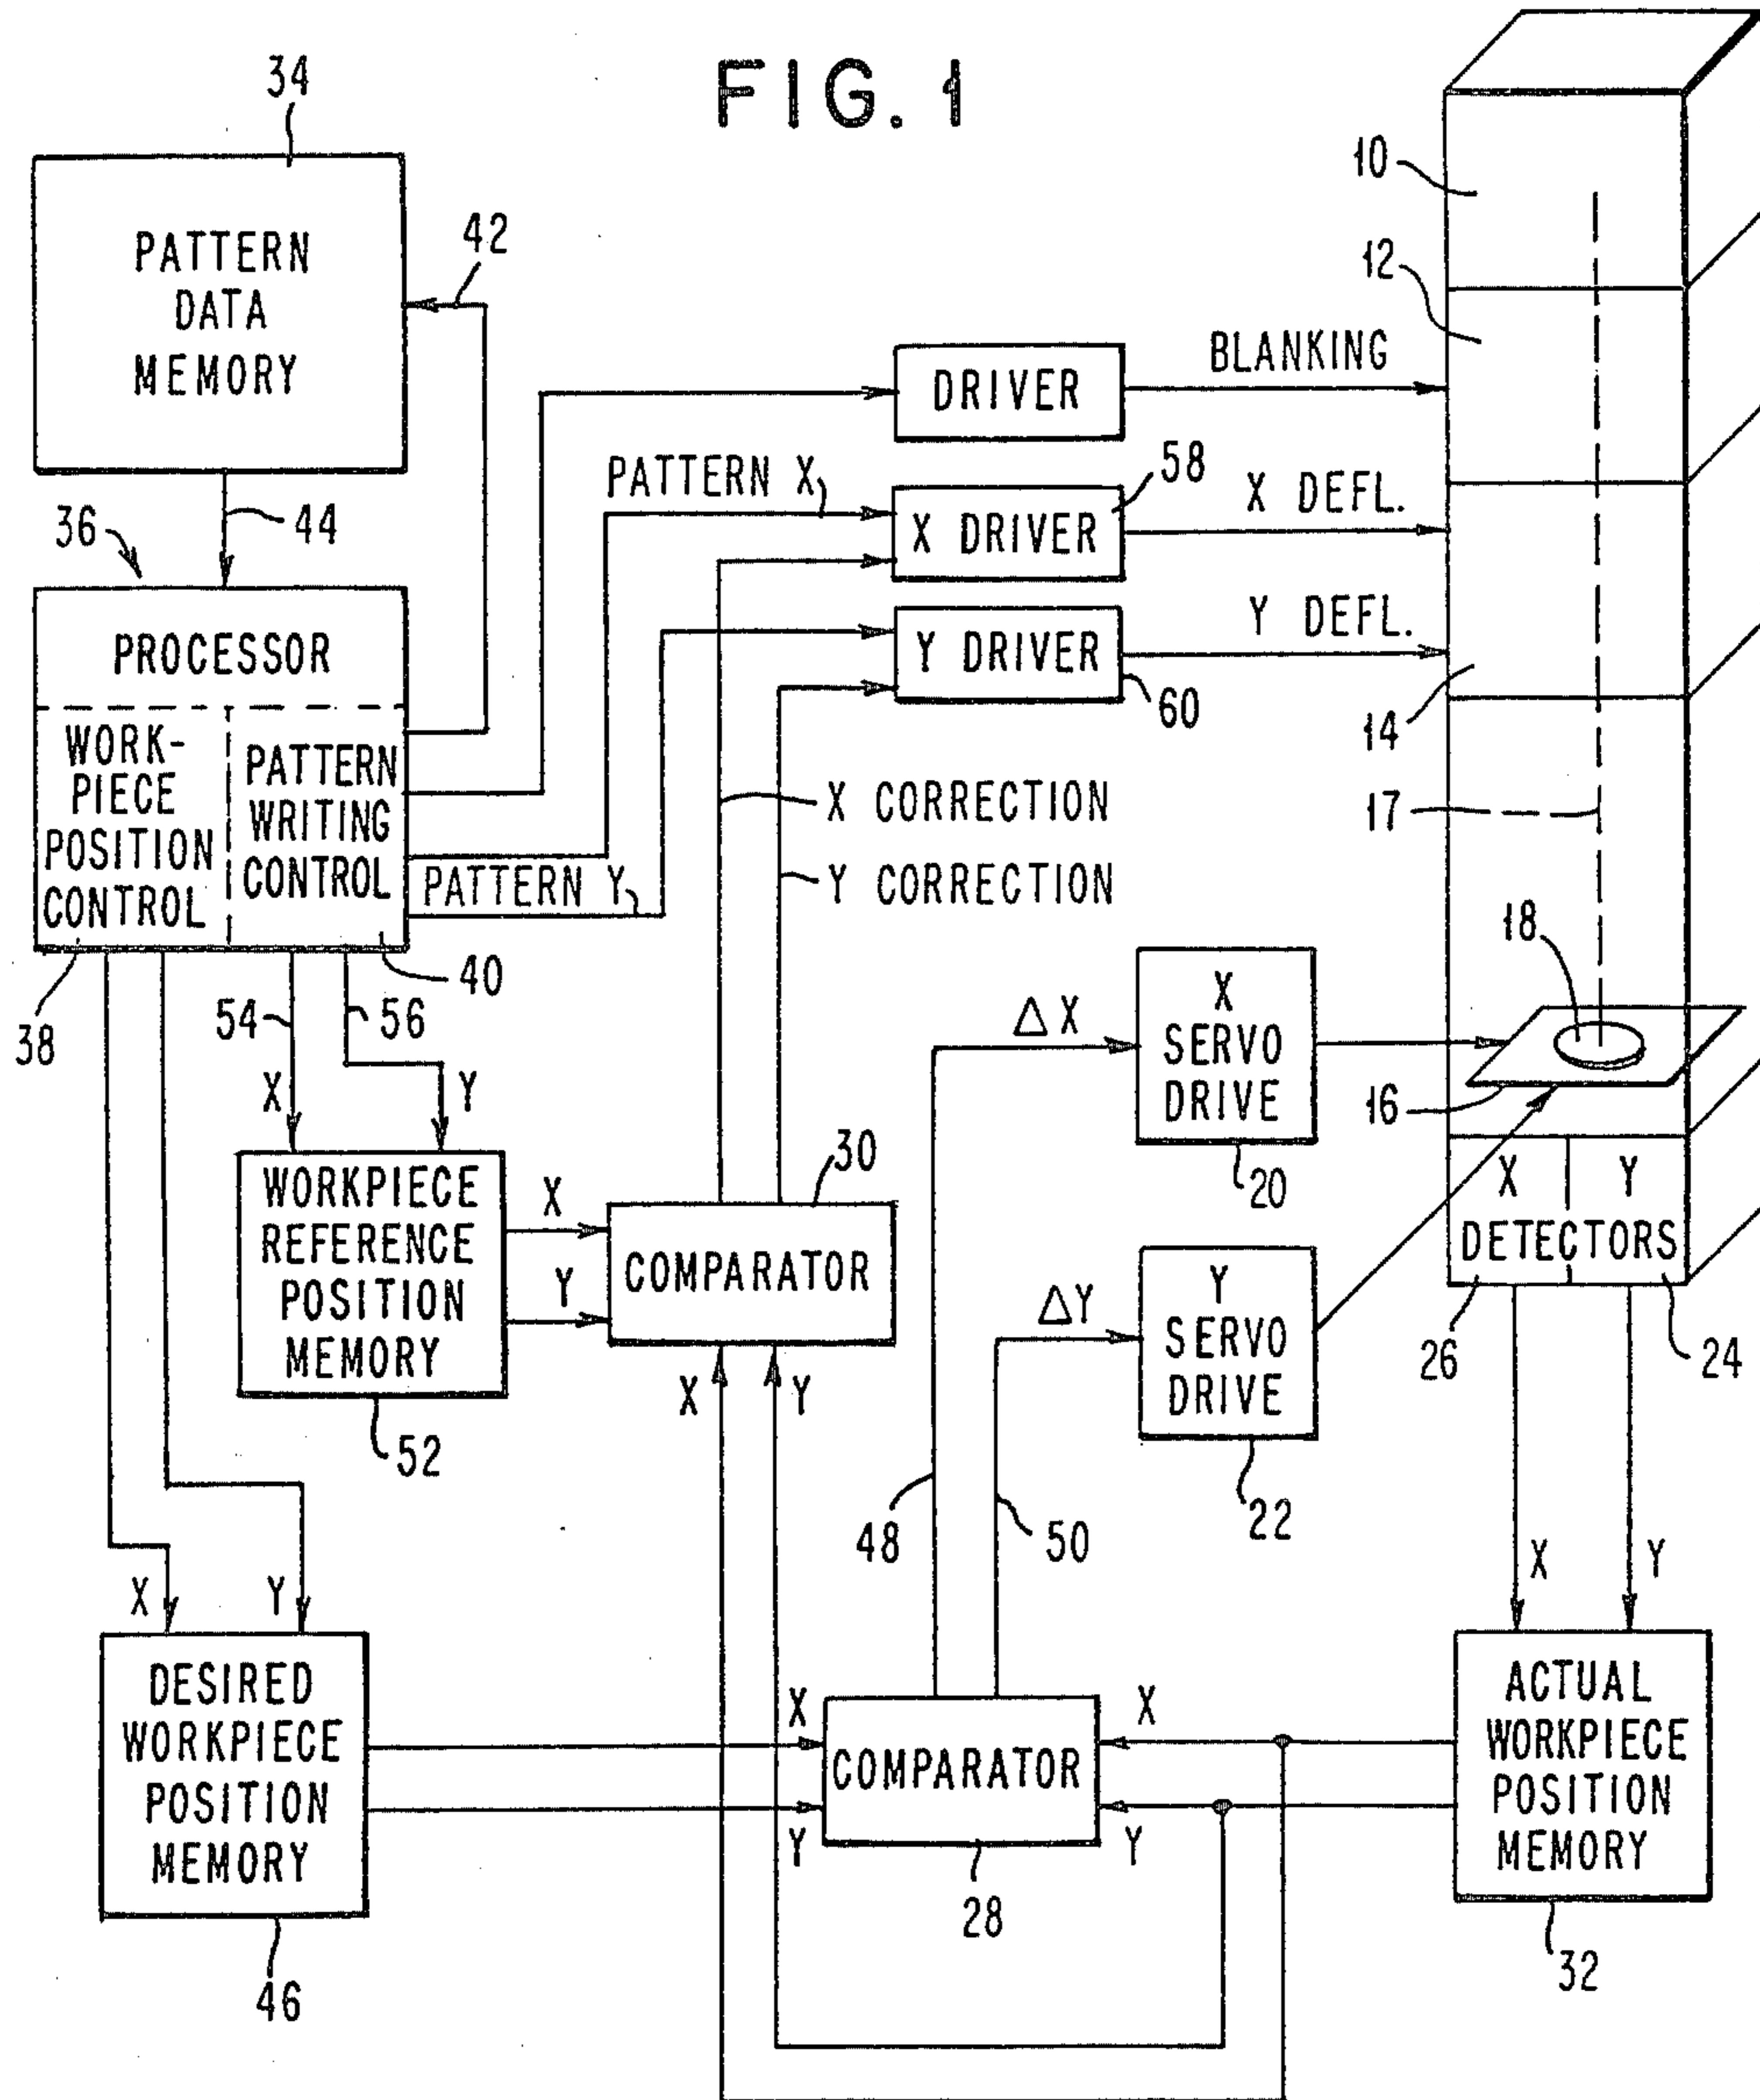 FIG. 1
34
PATTERN
DATA
MEMORY
42
44
36
PROCESSOR
WORK-
PIECE
POSITION
CONTROL
PATTERN
WRITING
CONTROL
38
40
54
56
X
Y
WORKPIECE
REFERENCE
POSITION
MEMORY
52
X
Y
COMPARATOR
30
X
Y
X CORRECTION
Y CORRECTION
PATTERN X
PATTERN Y
DRIVER
BLANKING
X DRIVER
58
X DEFL.
Y DRIVER
60
Y DEFL.
10
12
14
17
18
16
ΔX
X
SERVO
DRIVE
20
ΔY
Y
SERVO
DRIVE
22
X
Y
DETECTORS
26
24
X
Y
48
50
X
Y
DESIRED
WORKPIECE
POSITION
MEMORY
46
X
Y
COMPARATOR
28
X
Y
ACTUAL
WORKPIECE
POSITION
MEMORY
32